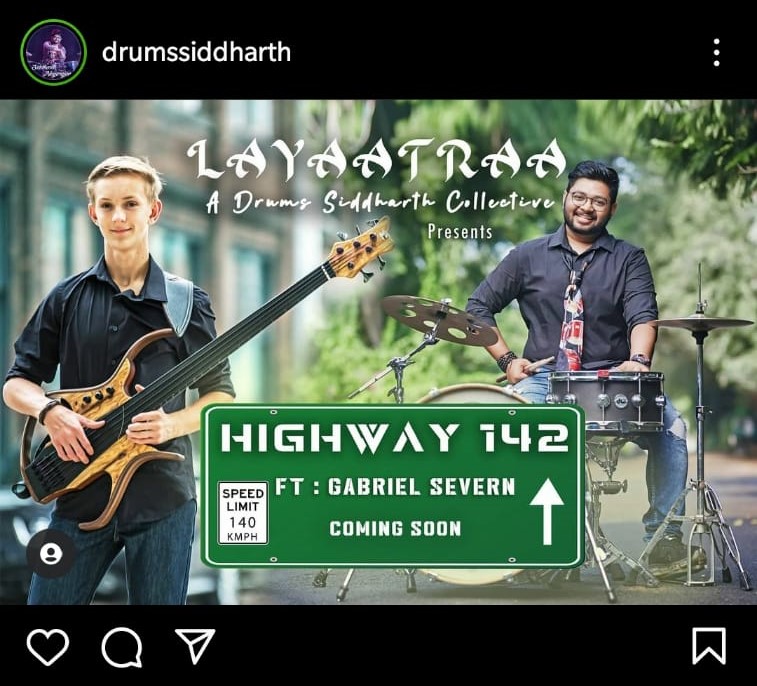 drumssiddharth
LAYAATRAA
A Drums Siddharth Collective
Presents
HIGHWAY 142
FT : GABRIEL SEVERN
COMING SOON
SPEED
LIMIT
140
KMPH